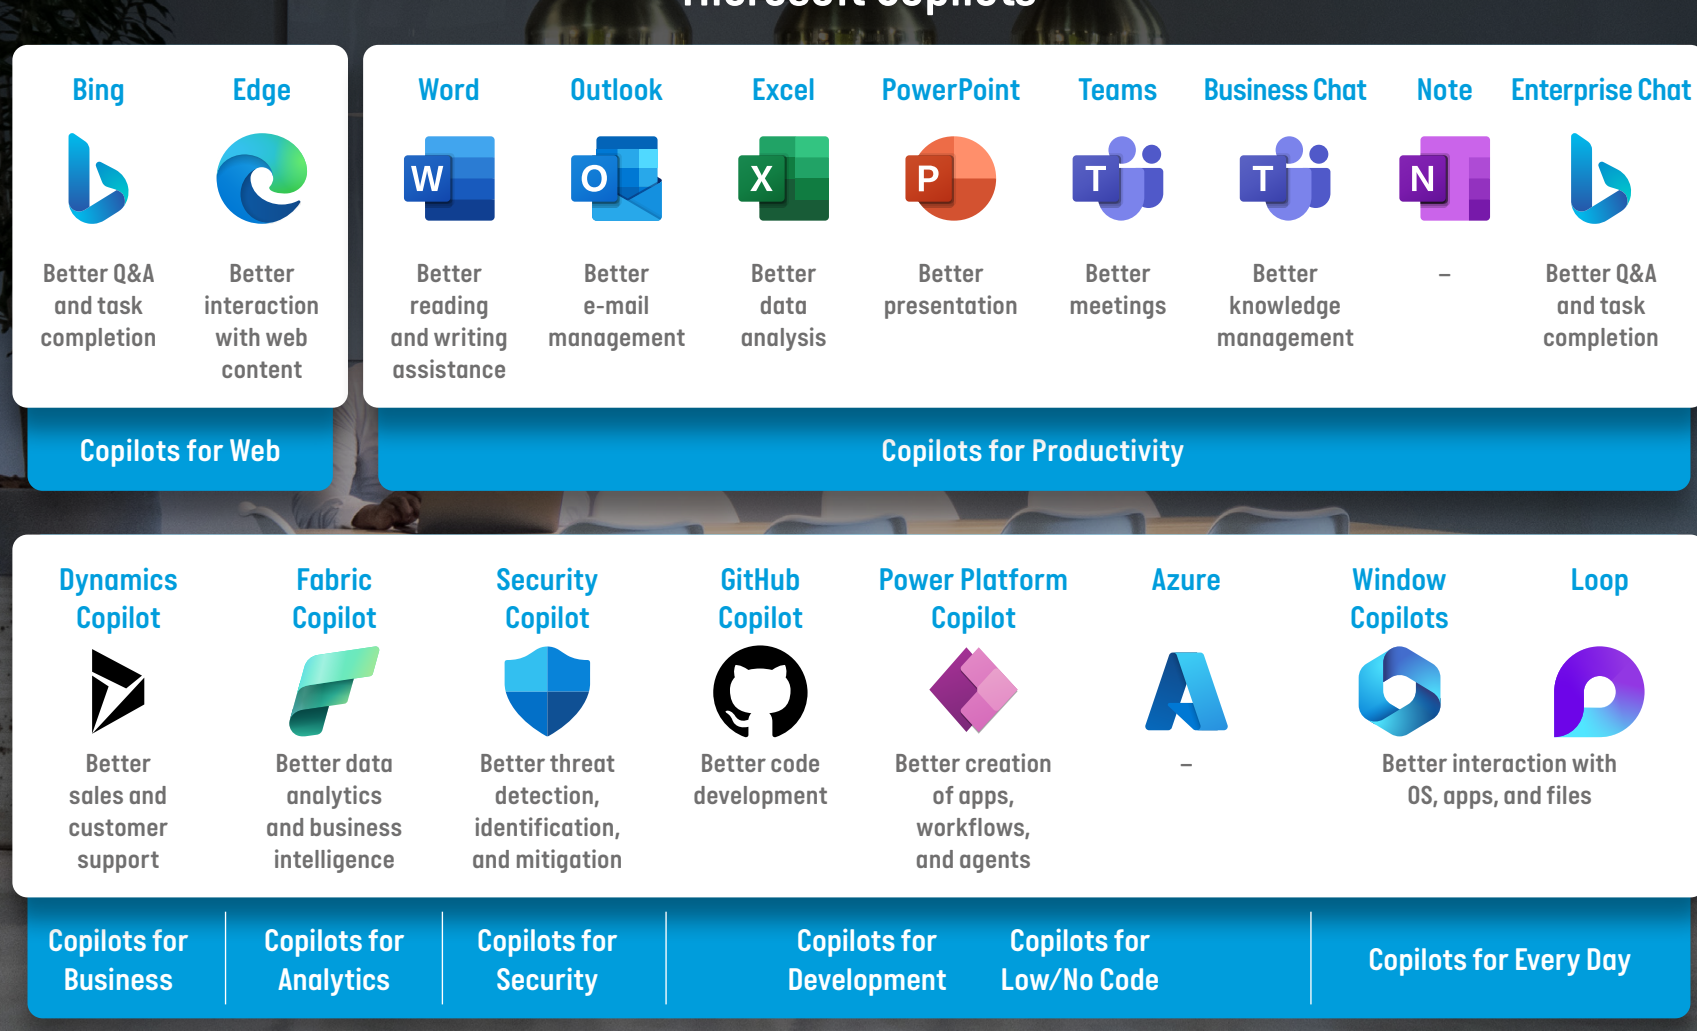 Microsoft Copilots
Bing
Edge
Word
Outlook
Excel
PowerPoint
Teams
Business Chat
Note
Enterprise Chat
W
O
X
P
T
T
N
Better Q&A
and task
completion
Better
interaction
with web
content
Better
reading
and writing
assistance
Better
e-mail
management
Better
data
analysis
Better
presentation
Better
meetings
Better
knowledge
management
–
Better Q&A
and task
completion
Copilots for Web
Copilots for Productivity
Dynamics
Copilot
Fabric
Copilot
Security
Copilot
GitHub
Copilot
Power Platform
Copilot
Azure
Window
Copilots
Loop
Better
sales and
customer
support
Better data
analytics
and business
intelligence
Better threat
detection,
identification,
and mitigation
Better code
development
Better creation
of apps,
workflows,
and agents
–
Better interaction with
OS, apps, and files
Copilots for
Business
Copilots for
Analytics
Copilots for
Security
Copilots for
Development
Copilots for
Low/No Code
Copilots for Every Day